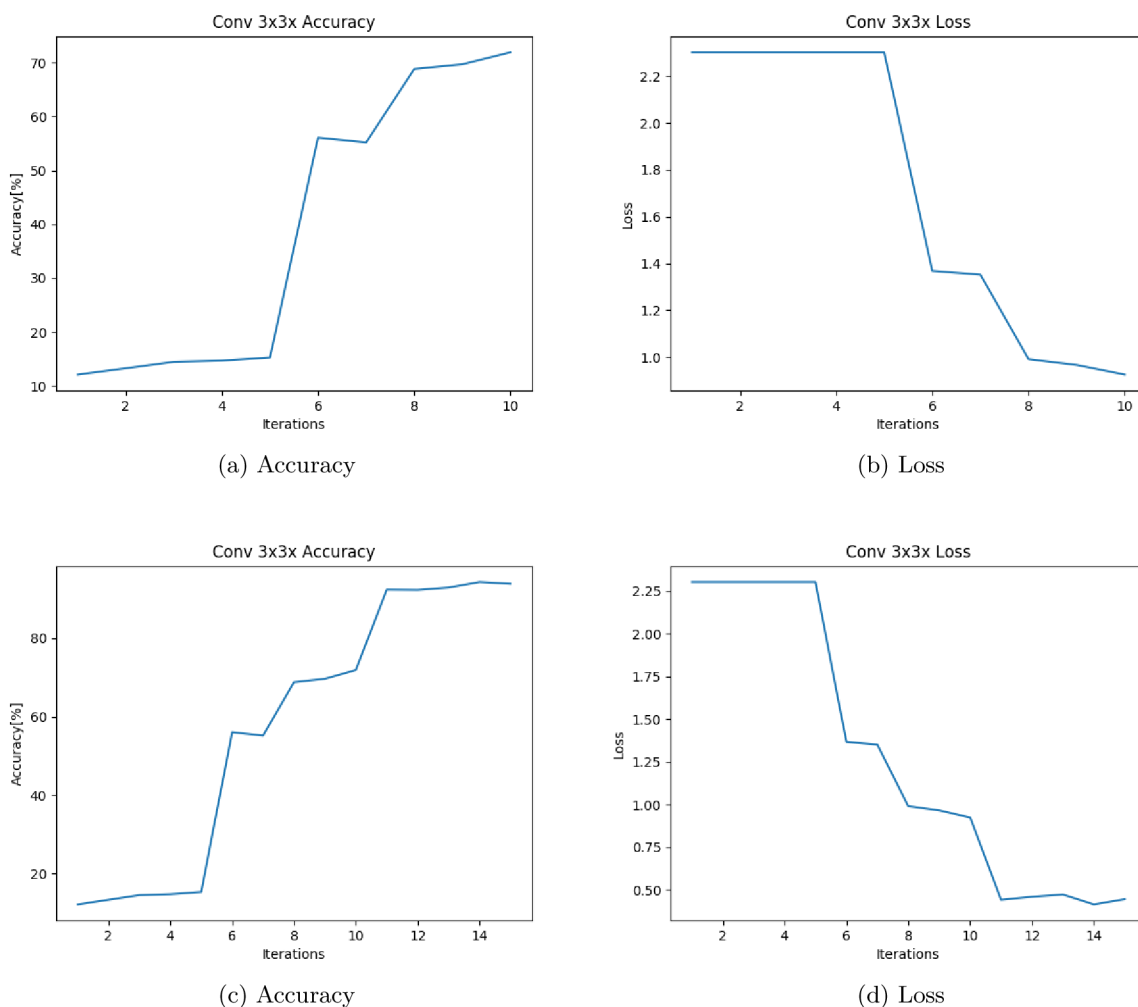 Conv 3x3x Accuracy
70
60
50
40
30
20
10
Accuracy[%]
2 4 6 8 10
Iterations
(a) Accuracy
Conv 3x3x Loss
2.2
2.0
1.8
1.6
1.4
1.2
1.0
Loss
2 4 6 8 10
Iterations
(b) Loss
Conv 3x3x Accuracy
80
60
40
20
Accuracy[%]
2 4 6 8 10 12 14
Iterations
(c) Accuracy
Conv 3x3x Loss
2.25
2.00
1.75
1.50
1.25
1.00
0.75
0.50
Loss
2 4 6 8 10 12 14
Iterations
(d) Loss